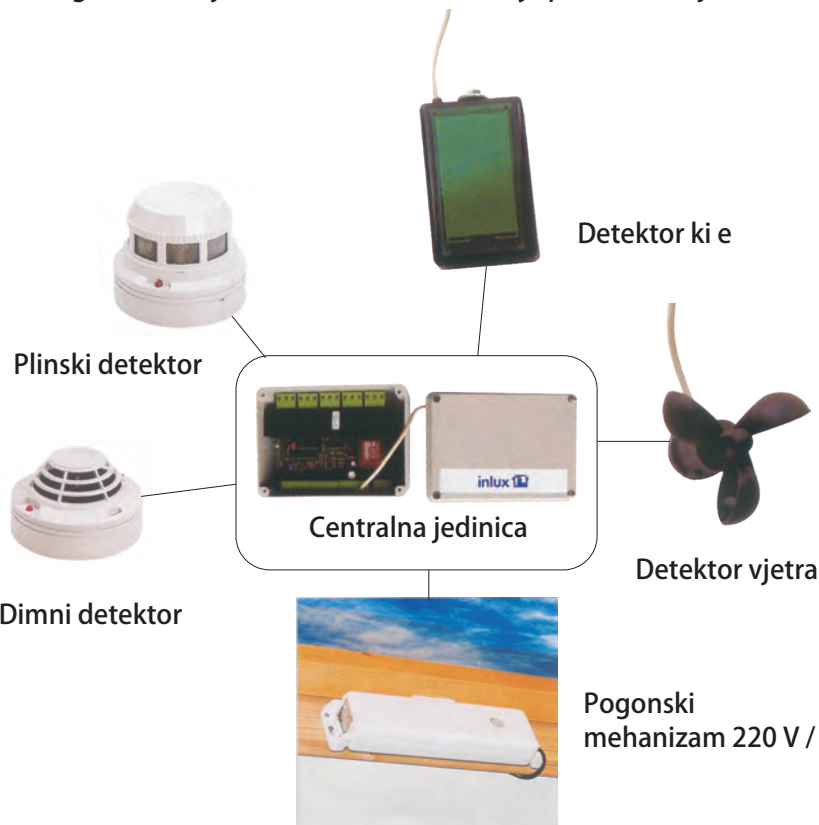 Detektor ki e
Plinski detektor
inlux
Centralna jedinica
Detektor vjetra
Dimni detektor
Pogonski
mehanizam 220 V /